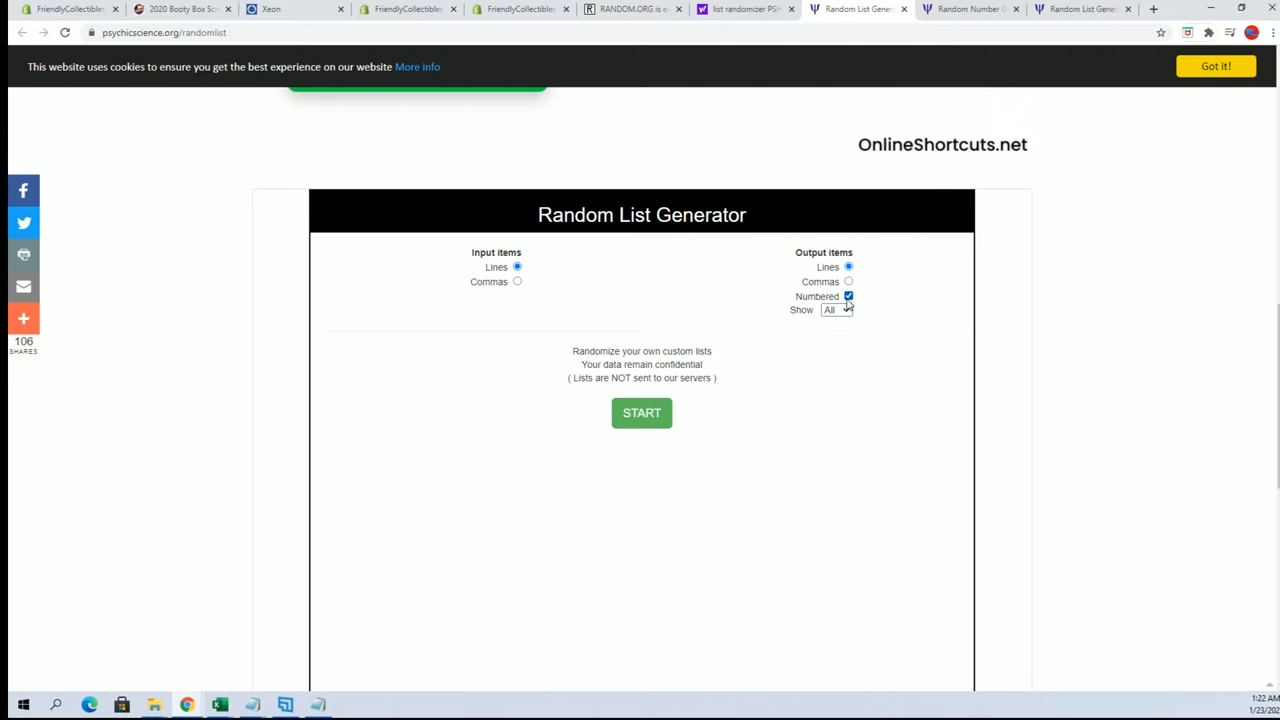 FriendlyCollectibles
2020 Booty Box Scr
Xeon
FriendlyCollectibles
FriendlyCollectibles
RANDOM.ORG is e
list randomizer PSH
Random List Gener
Random Number G
Random List Gene
psychicscience.org/randomlist
This website uses cookies to ensure you get the best experience on our website More info
Got it!
OnlineShortcuts.net
Random List Generator
Input items
Output items
Lines
Lines
Commas
Commas
Numbered
Show All
106
SHARES
Randomize your own custom lists
Your data remain confidential
( Lists are NOT sent to our servers )
START
1:22 AM
1/23/202